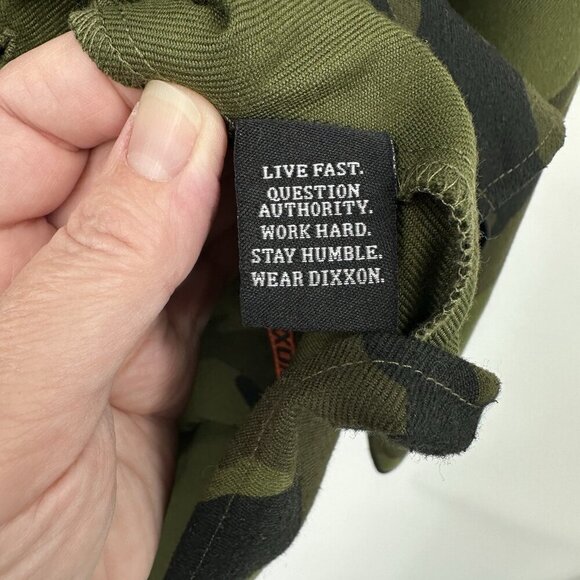 LIVE FAST.
QUESTION
AUTHORITY.
WORK HARD.
STAY HUMBLE.
WEAR DIXXON.